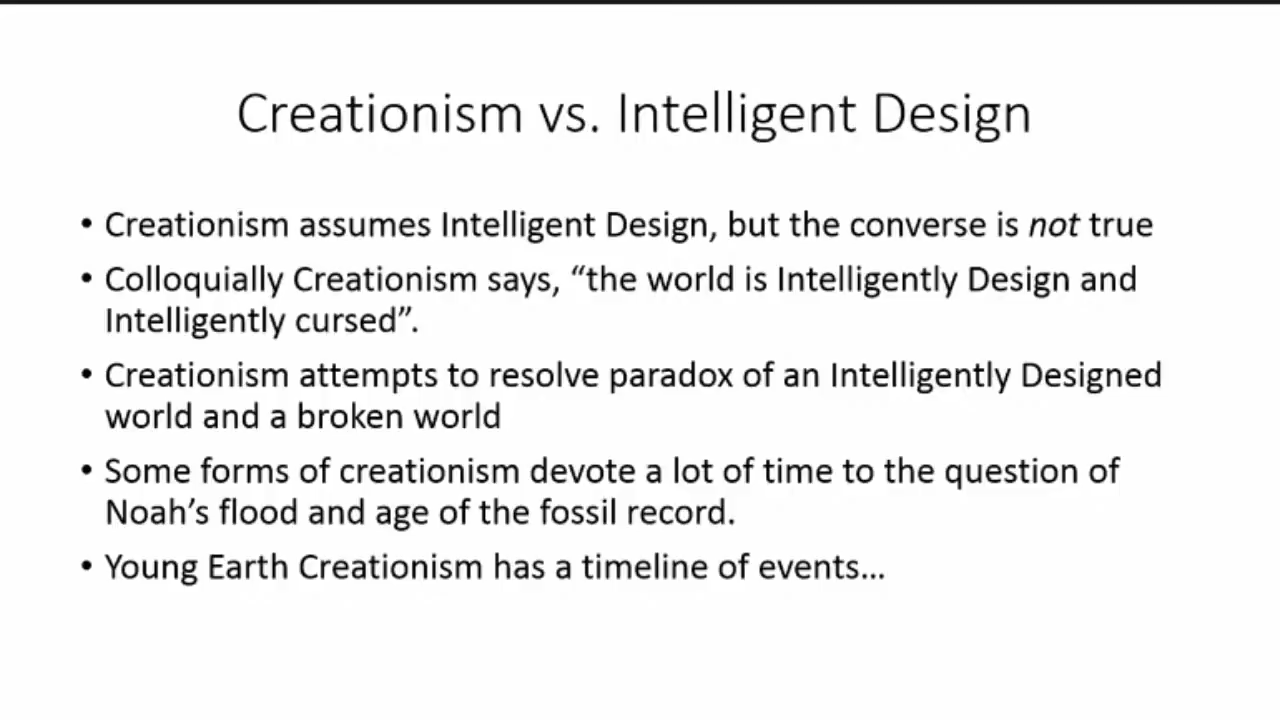 Creationism vs. Intelligent Design
• Creationism assumes Intelligent Design, but the converse is not true
• Colloquially Creationism says, “the world is Intelligently Design and
Intelligently cursed”.
• Creationism attempts to resolve paradox of an Intelligently Designed
world and a broken world
• Some forms of creationism devote a lot of time to the question of
Noah’s flood and age of the fossil record.
• Young Earth Creationism has a timeline of events…